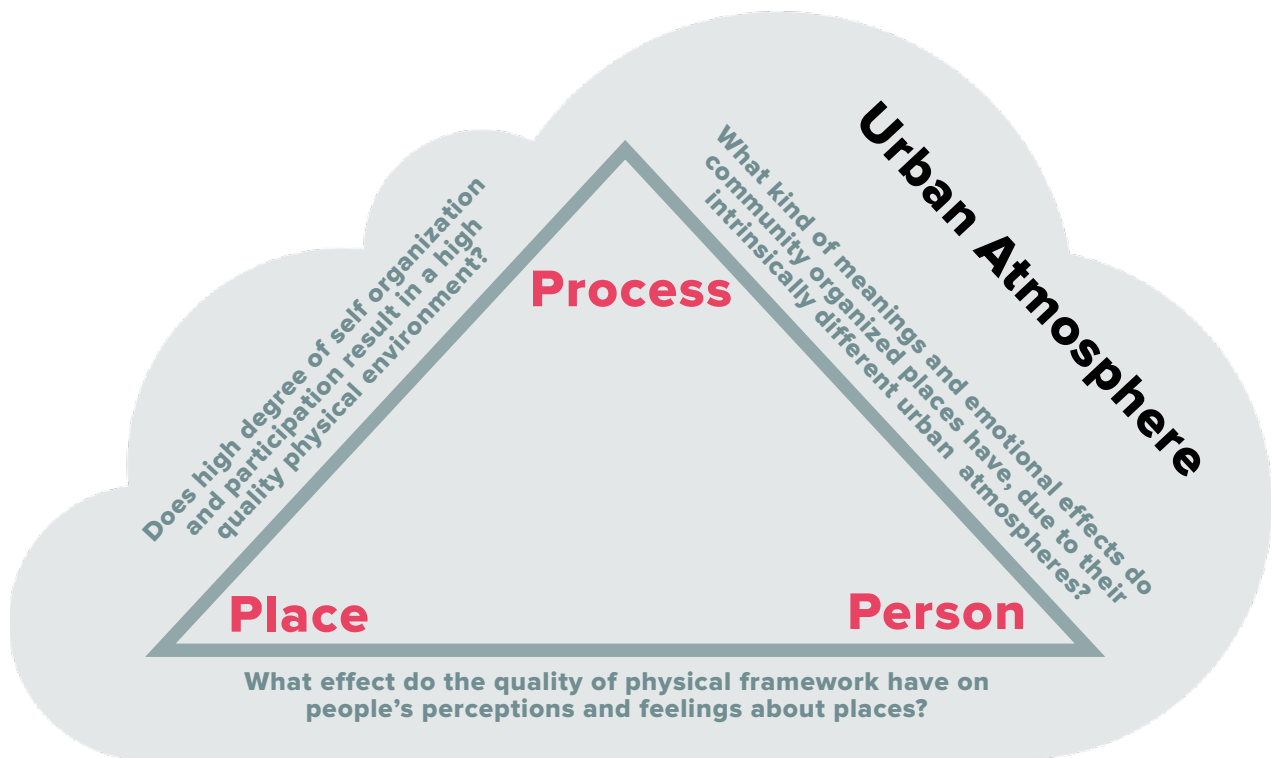 Urban Atmosphere
Does high degree of self organization
and participation result in a high
quality physical environment?
What kind of meanings and emotional effects do
community organized places have, due to their
intrinsically different urban atmospheres?
Process
Place
Person
What effect do the quality of physical framework have on
people’s perceptions and feelings about places?